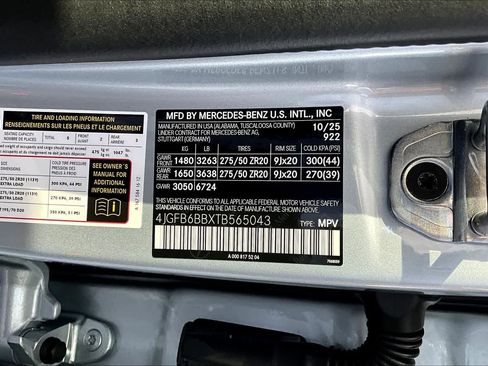 TIRE AND LOADING INFORMATION
RENSEIGNEMENTS SUR LES PNEUS ET LE CHARGEMENT
SEE OWNER'S
MANUAL FOR
ADDITIONAL
INFORMATION
MFD BY MERCEDES-BENZ U.S. INTL., INC
MANUFACTURED IN USA (ALABAMA, TUSCALOOSA COUNTY) 10/25
UNDER CONTRACT FOR MERCEDES-BENZ AG, 922
STUTTGART (GERMANY)
TIRES RIM SIZE COLD KPA (PSI)
GAWR FRONT 1480 3263 275/50 ZR20 9Jx20 300(44)
GAWR REAR 1650 3638 275/50 ZR20 9Jx20 270(39)
GVWR 3050 6724
THIS VEHICLE CONFORMS TO ALL APPLICABLE FEDERAL MOTOR VEHICLE
SAFETY STANDARDS IN EFFECT ON THE DATE OF MANUFACTURE SHOWN ABOVE.
4JGFB6BBXTB565043 TYPE: MPV
A 000 817 52 04